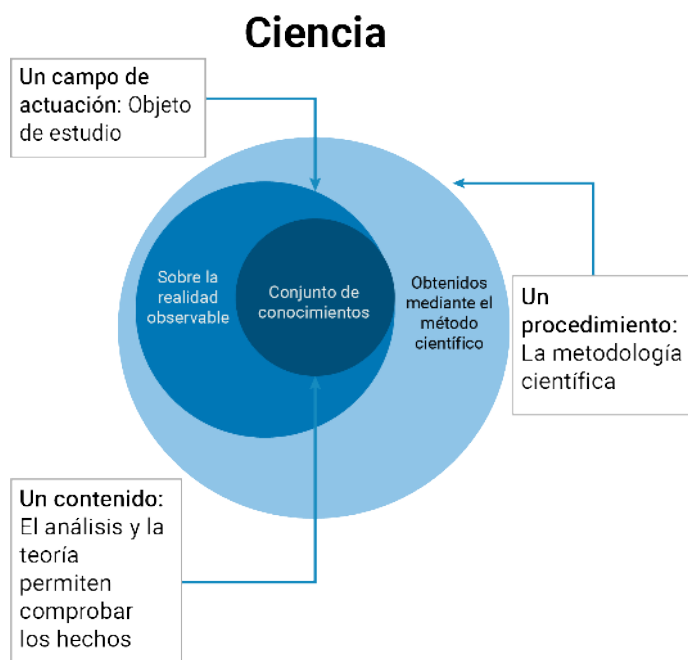 Ciencia
Un campo de
actuación: Objeto
de estudio
Sobre la
realidad
observable
Conjunto de
conocimientos
Obtenidos
mediante el
método
científico
Un
procedimiento:
La metodología
científica
Un contenido:
El análisis y la
teoría
permiten
comprobar
los hechos